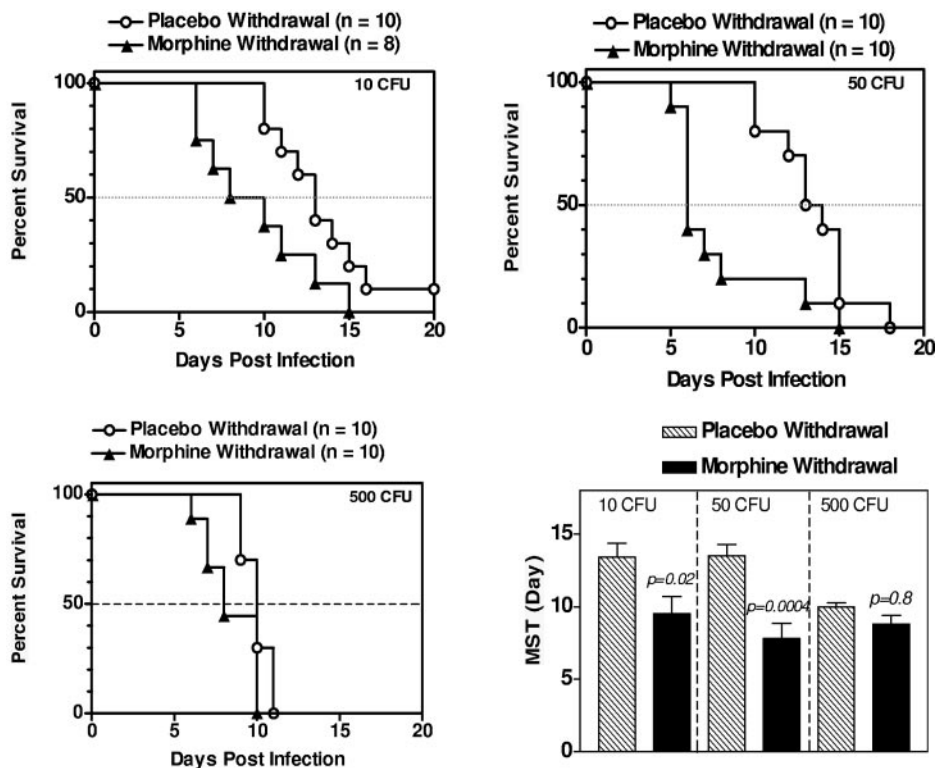 Placebo Withdrawal (n = 10)
Morphine Withdrawal (n = 8)
10 CFU
Percent Survival
100
50
0
0 5 10 15 20
Days Post Infection
Placebo Withdrawal (n = 10)
Morphine Withdrawal (n = 10)
50 CFU
Percent Survival
100
50
0
0 5 10 15 20
Days Post Infection
Placebo Withdrawal (n = 10)
Morphine Withdrawal (n = 10)
500 CFU
Percent Survival
100
50
0
0 5 10 15 20
Days Post Infection
Placebo Withdrawal
Morphine Withdrawal
10 CFU 50 CFU 500 CFU
MST (Day)
15
10
5
0
p=0.02
p=0.0004
p=0.8